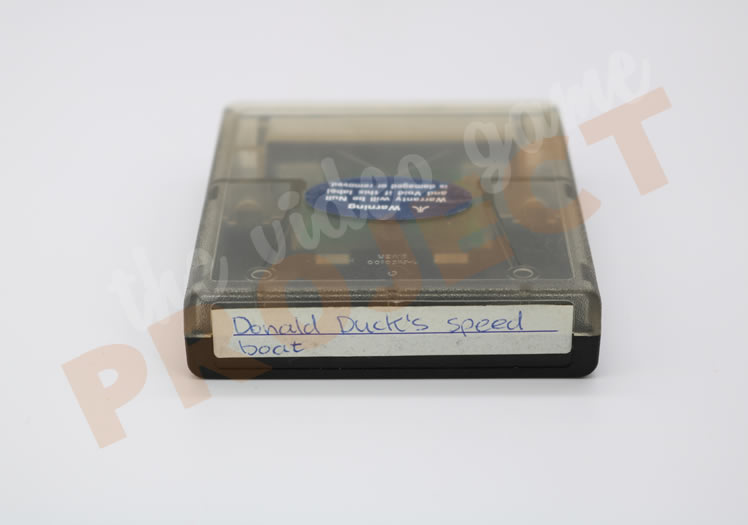 the video game
PROJECT
Warning
Warranty will be Null
and Void if this label
is damaged or removed.
Donald Duck's speed
boat